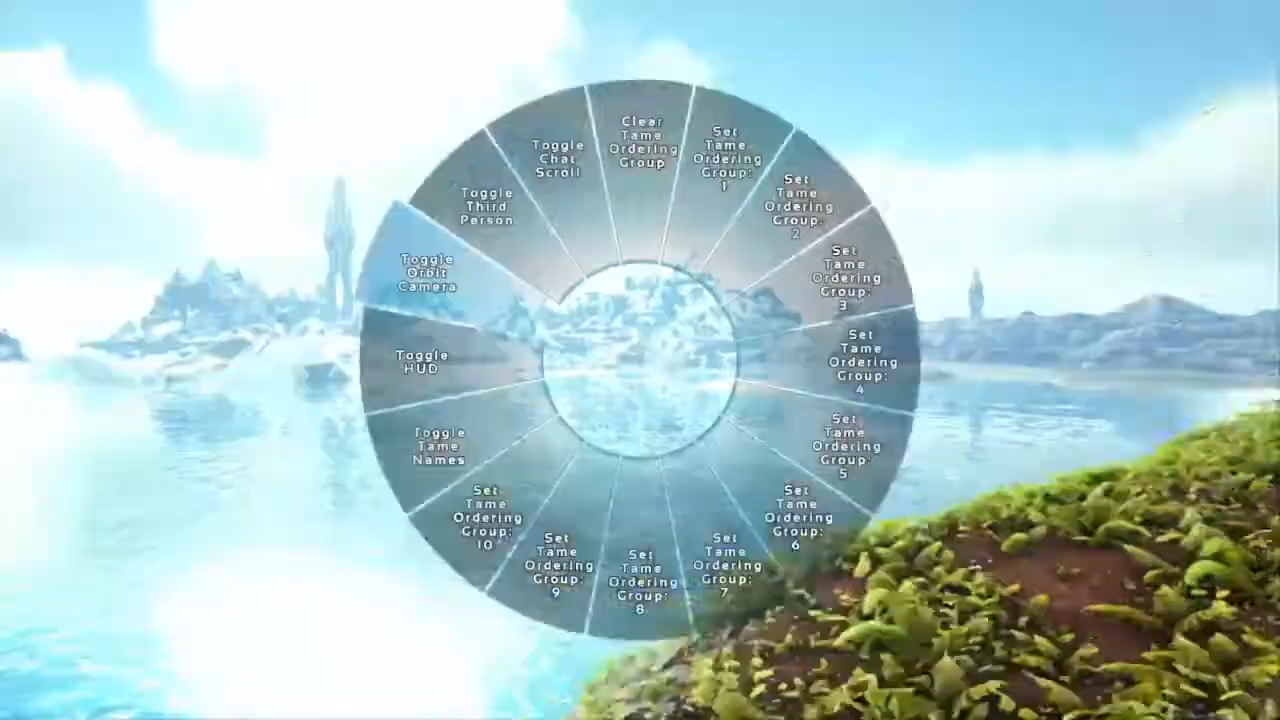 Clear
Tame
Ordering
Group
Set
Tame
Ordering
Group:
1
Set
Tame
Ordering
Group:
2
Set
Tame
Ordering
Group:
3
Set
Tame
Ordering
Group:
4
Set
Tame
Ordering
Group:
5
Set
Tame
Ordering
Group:
6
Set
Tame
Ordering
Group:
7
Set
Tame
Ordering
Group:
8
Set
Tame
Ordering
Group:
9
Set
Tame
Ordering
Group:
10
Toggle
Tame
Names
Toggle
HUD
Toggle
Orbit
Camera
Toggle
Third
Person
Toggle
Chat
Scroll